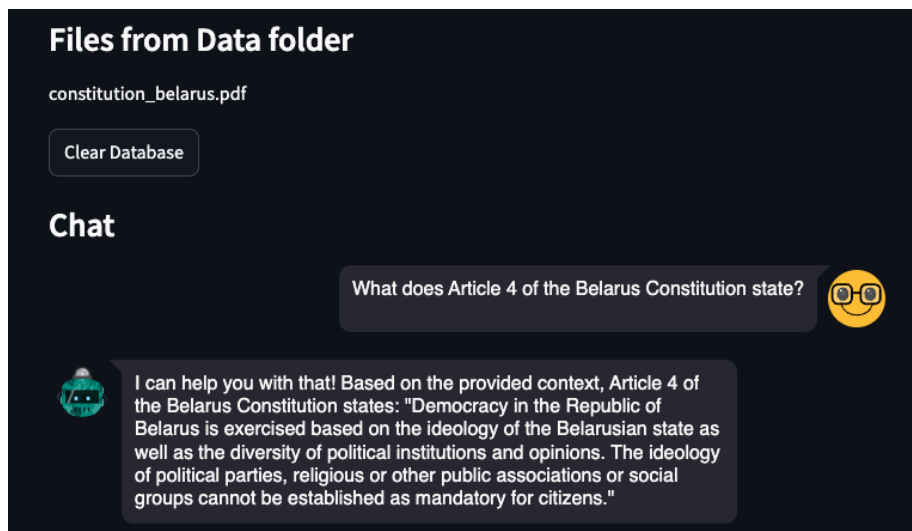 Files from Data folder
constitution_belarus.pdf
Clear Database
Chat
What does Article 4 of the Belarus Constitution state?
I can help you with that! Based on the provided context, Article 4 of
the Belarus Constitution states: "Democracy in the Republic of
Belarus is exercised based on the ideology of the Belarusian state as
well as the diversity of political institutions and opinions. The ideology
of political parties, religious or other public associations or social
groups cannot be established as mandatory for citizens."